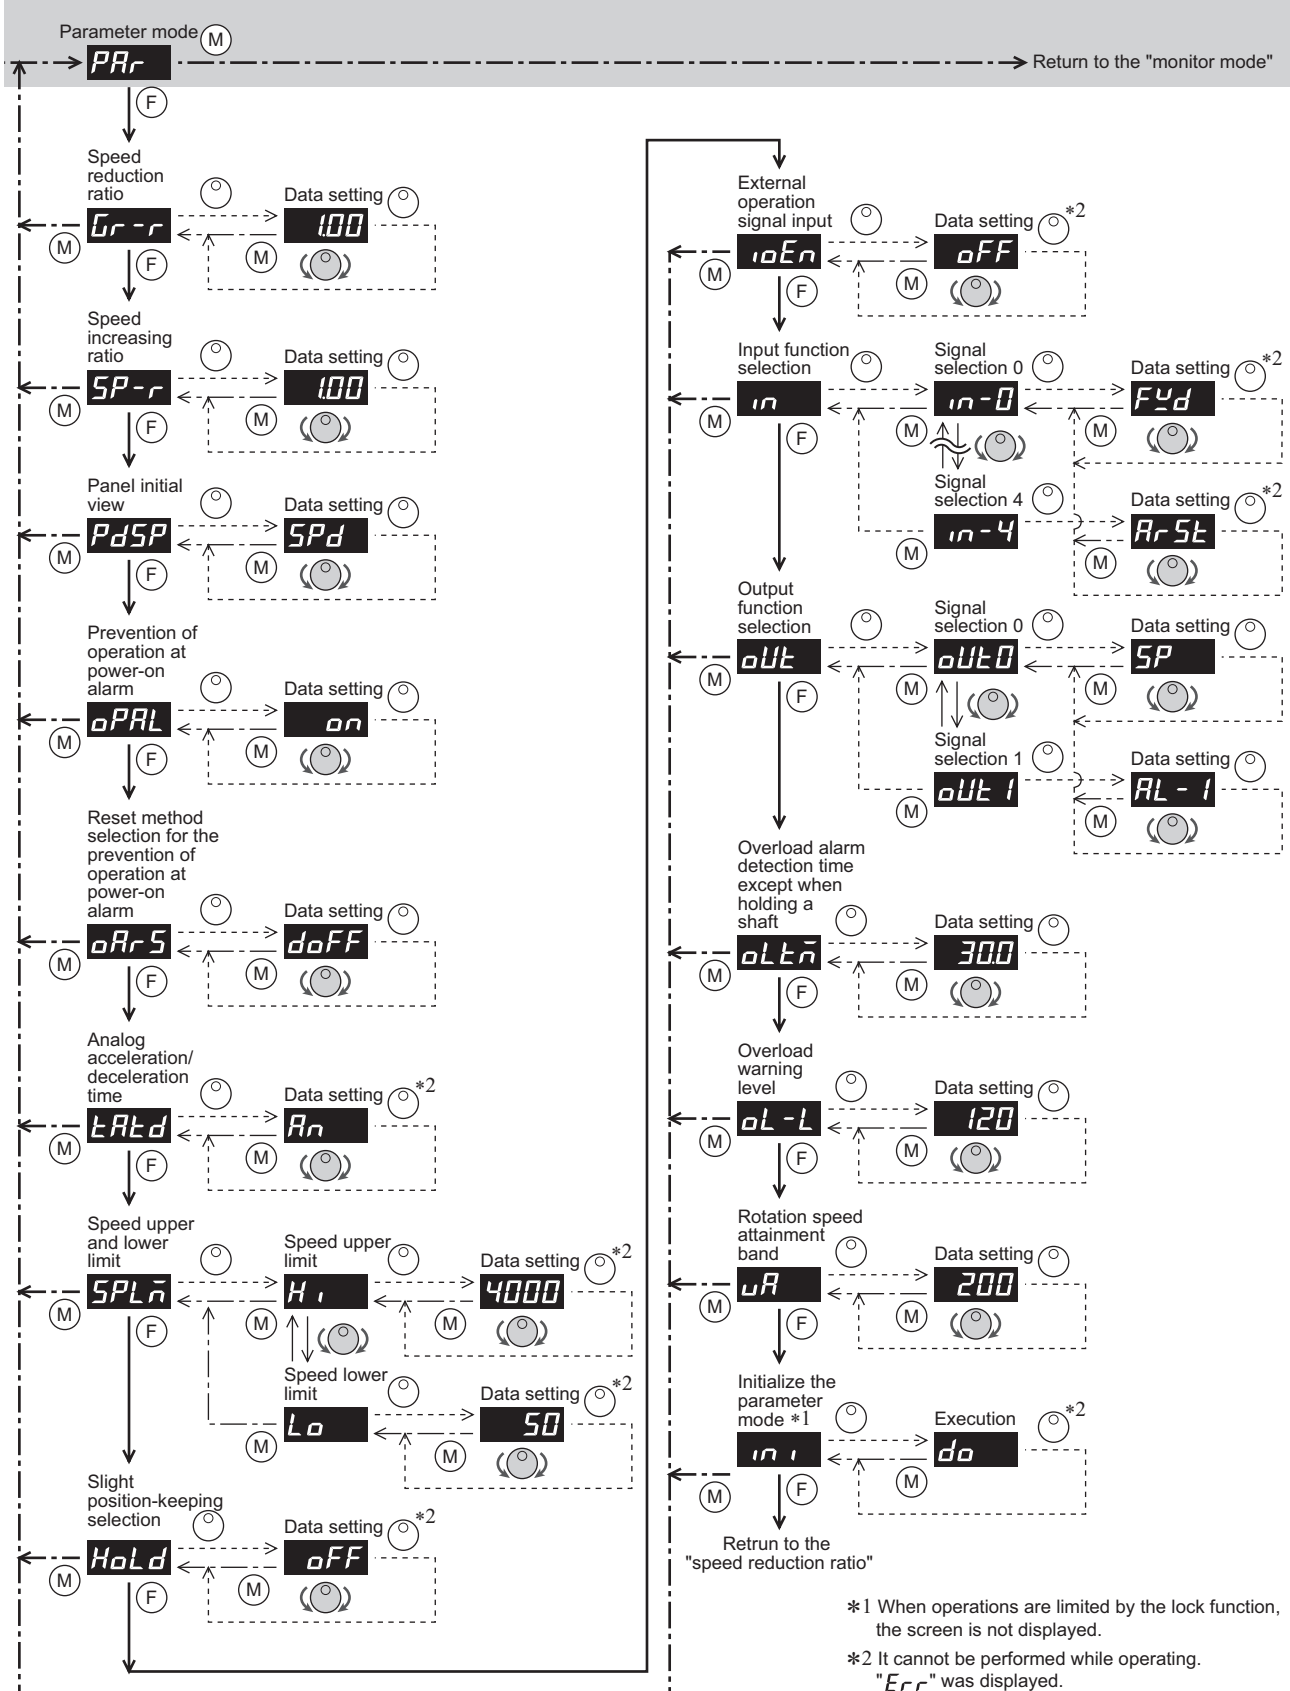 Parameter mode
M
PAr
Return to the "monitor mode"
F
Speed
reduction
ratio
Data setting
Gr-r
1.00
M
F
M
Speed
increasing
ratio
Data setting
SP-r
1.00
M
F
M
Panel initial
view
Data setting
PdSP
SPd
M
F
M
Prevention of
operation at
power-on
alarm
Data setting
oPAL
on
M
F
M
Reset method
selection for the
prevention of
operation at
power-on
alarm
Data setting
oArS
doFF
M
F
M
Analog
acceleration/
deceleration
time
Data setting
*2
tAtd
An
M
F
M
Speed upper
and lower
limit
Speed upper
limit
Data setting
*2
SPLm
Hi
4000
M
F
M
M
Speed lower
limit
Data setting
*2
Lo
50
M
M
Slight
position-keeping
selection
Data setting
*2
HoLd
oFF
M
F
M
External
operation
signal input
Data setting
*2
ioEn
oFF
M
F
M
Input function
selection
Signal
selection 0
Data setting
*2
in
in-0
Fwd
M
F
M
M
Signal
selection 4
Data setting
*2
in-4
ArSt
M
M
Output
function
selection
Signal
selection 0
Data setting
oUt
oUt0
SP
M
F
M
M
Signal
selection 1
Data setting
oUt1
AL-1
M
M
Overload alarm
detection time
except when
holding a
shaft
Data setting
oLtm
30.0
M
F
M
Overload
warning
level
Data setting
oL-L
120
M
F
M
Rotation speed
attainment
band
Data setting
uA
200
M
F
M
Initialize the
parameter
mode *1
Execution
*2
ini
do
M
F
M
Retrun to the
"speed reduction ratio"
*1 When operations are limited by the lock function,
the screen is not displayed.
*2 It cannot be performed while operating.
"Err" was displayed.